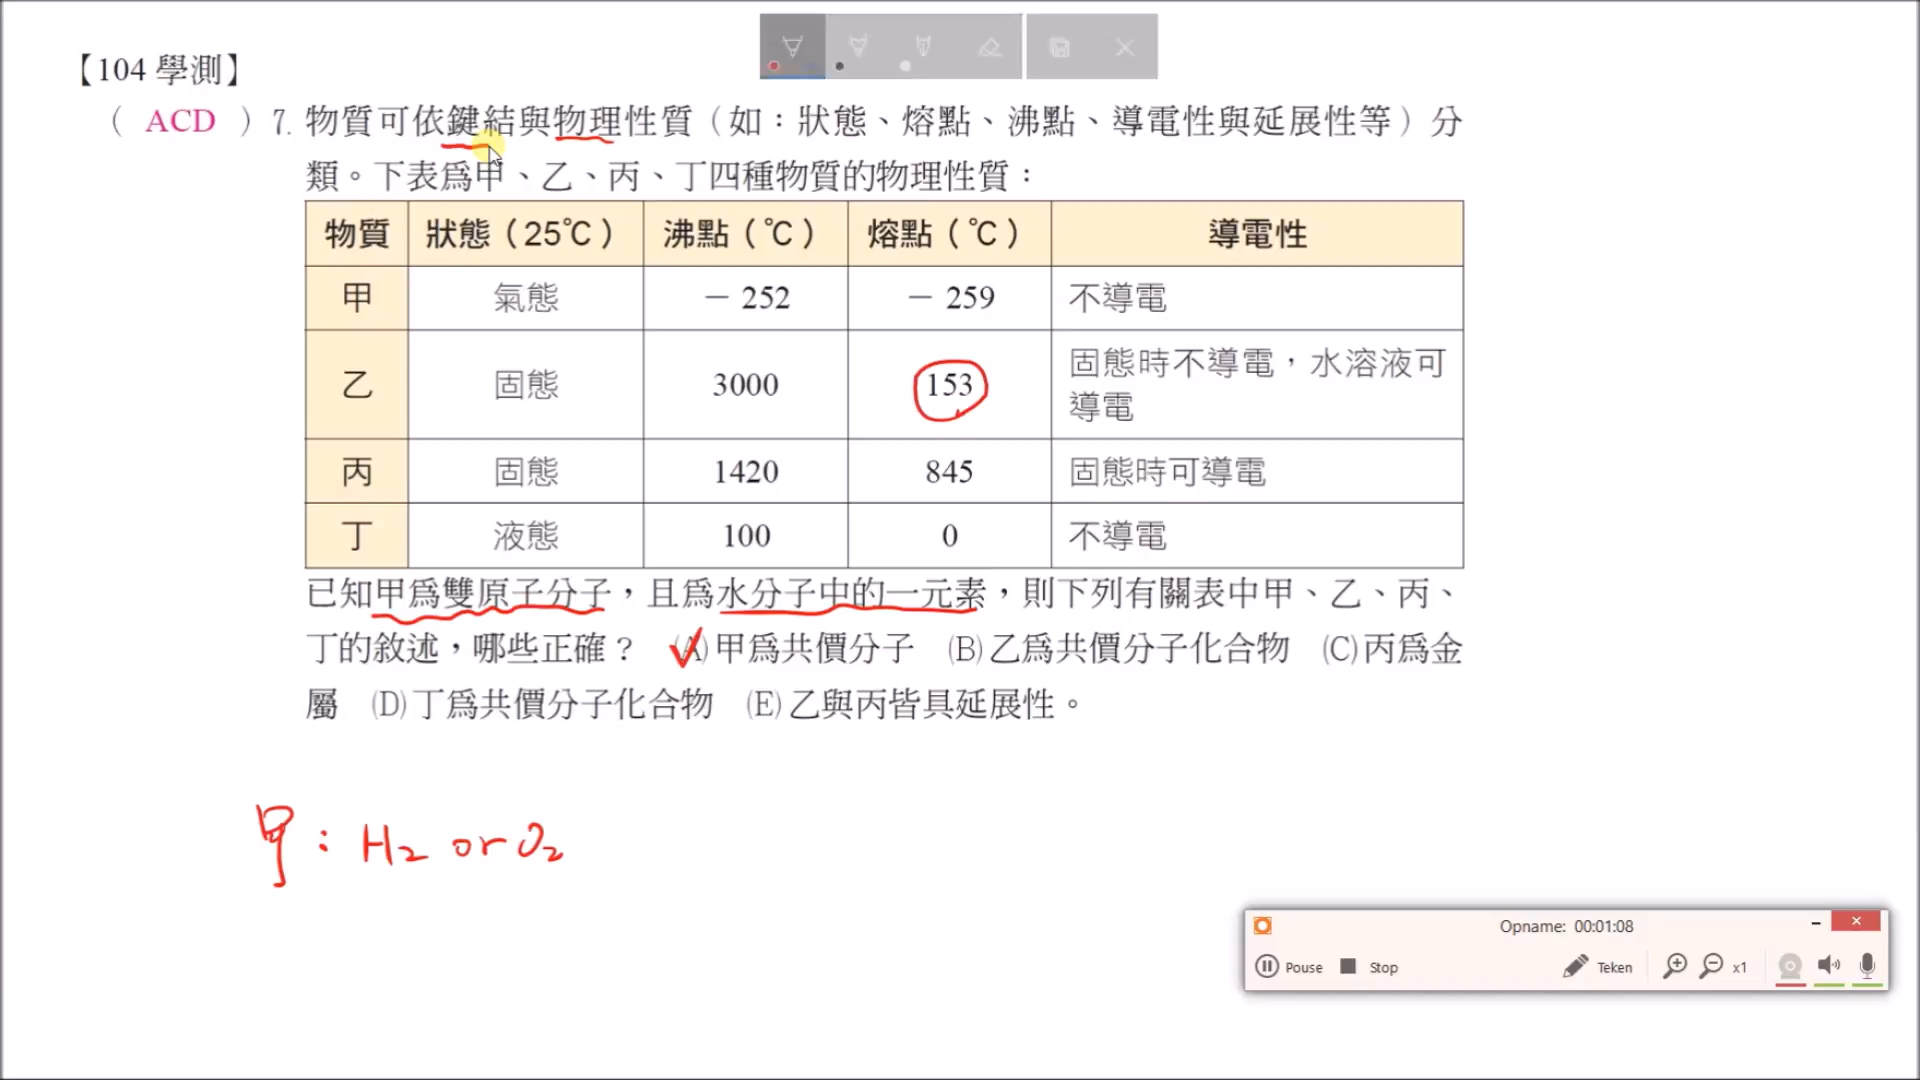 【104 學測】
( ACD ) 7. 物質可依鍵結與物理性質（如：狀態、熔點、沸點、導電性與延展性等）分
類。下表為甲、乙、丙、丁四種物質的物理性質：
物質 狀態（25℃） 沸點（℃） 熔點（℃） 導電性
甲 氣態 －252 －259 不導電
乙 固態 3000 153 固態時不導電，水溶液可
導電
丙 固態 1420 845 固態時可導電
丁 液態 100 0 不導電
已知甲為雙原子分子，且為水分子中的一元素，則下列有關表中甲、乙、丙、
丁的敘述，哪些正確？ (A)甲為共價分子 (B)乙為共價分子化合物 (C)丙為金
屬 (D)丁為共價分子化合物 (E)乙與丙皆具延展性。
甲：H2 or O2
Opname: 00:01:08
Pause Stop Teken x1